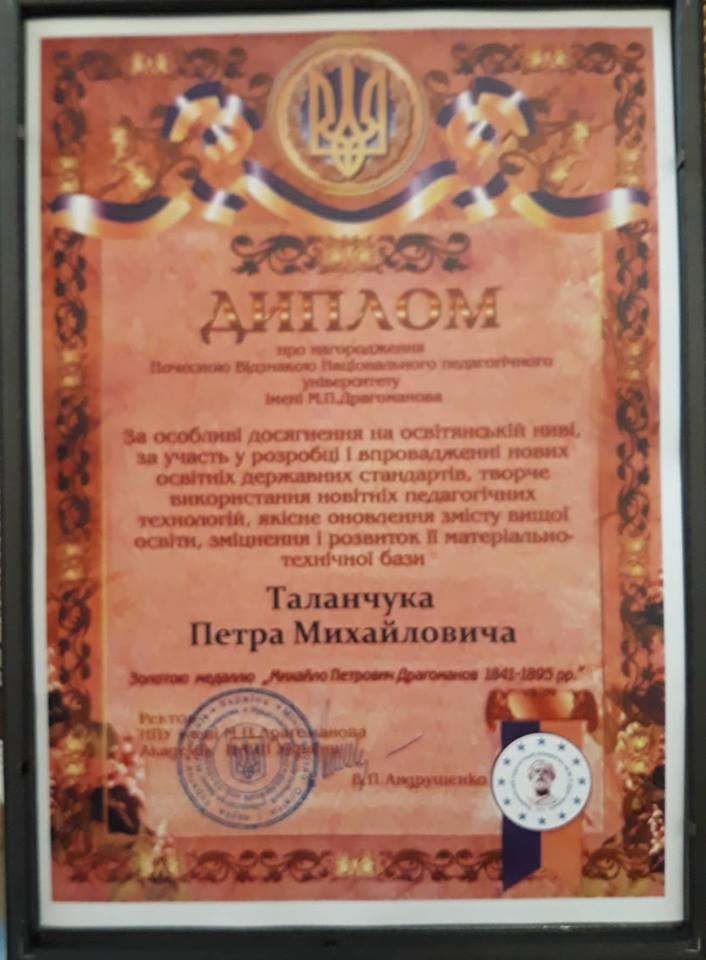 ДИПЛОМ
про нагородження
Почесною Відзнакою Національного педагогічного
університету
імені М.П.Драгоманова
За особливі досягнення на освітянській ниві,
за участь у розробці і впровадженні нових
освітніх державних стандартів, творче
використання новітніх педагогічних
технологій, якісне оновлення змісту вищої
освіти, зміцнення і розвиток її матеріально-
технічної бази
Таланчука
Петра Михайловича
Золотою медаллю „Михайло Петрович Драгоманов 1841-1895 рр."
Ректор
НПУ імені М.П.Драгоманова
України
В.П.Андрущенко